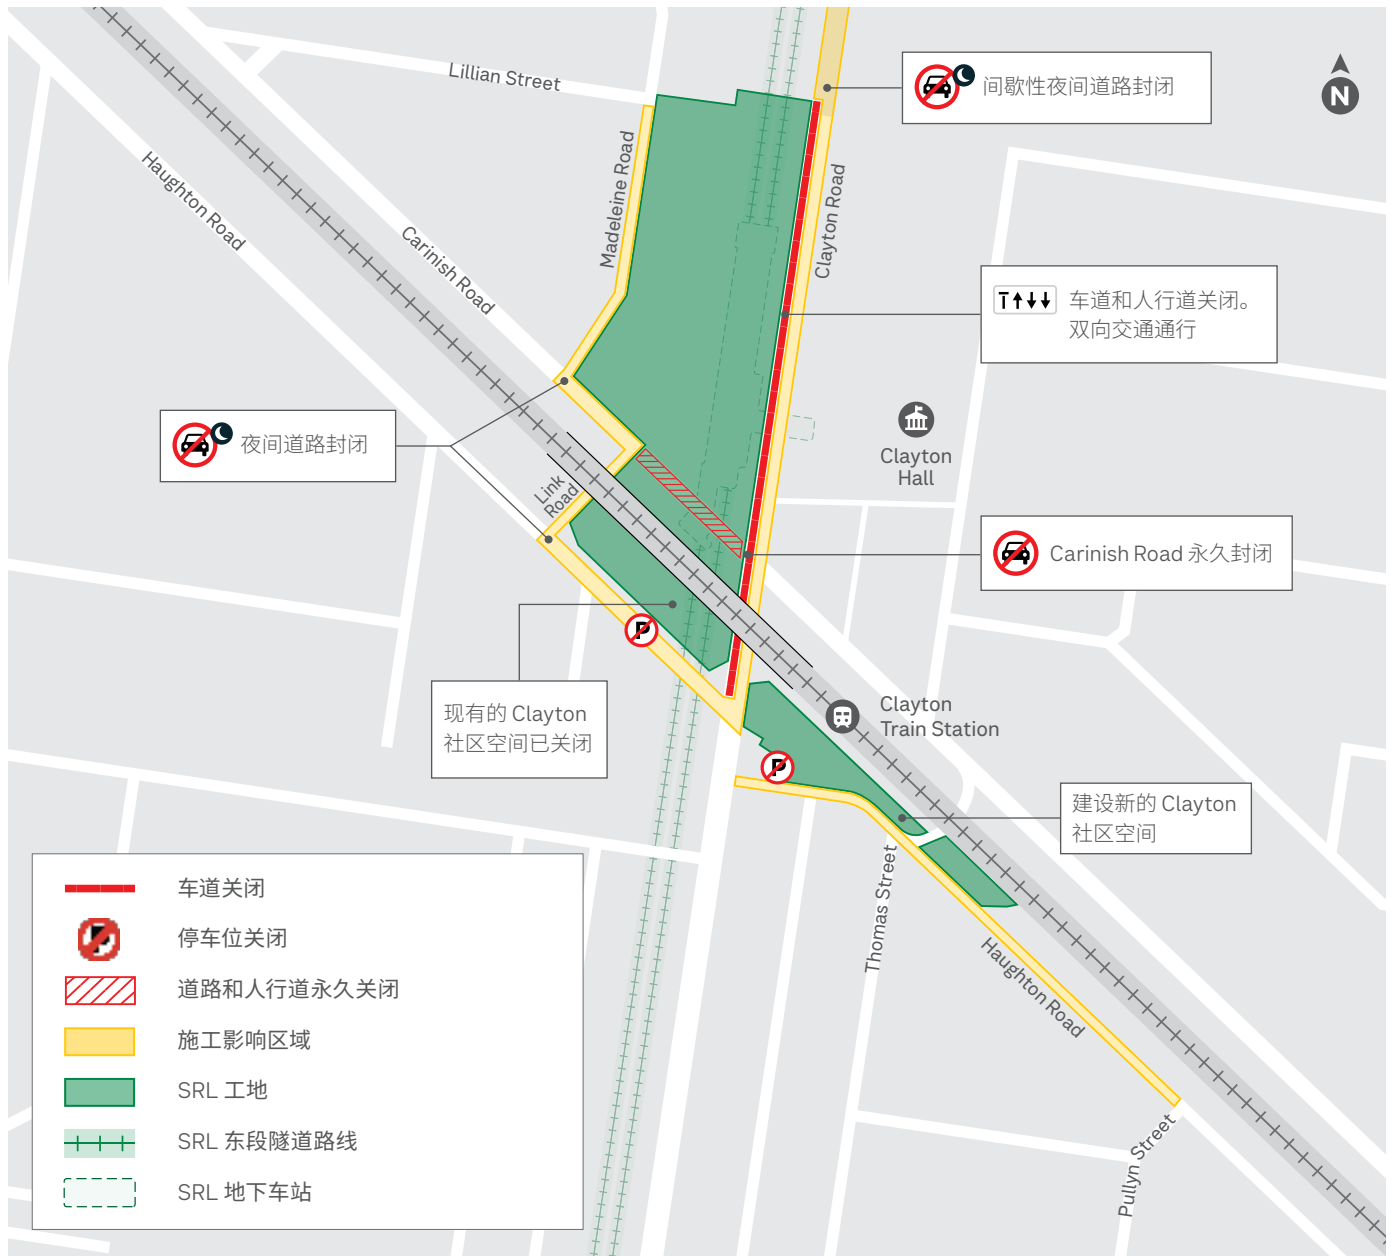 Lillian Street
间歇性夜间道路封闭
N
Haughton Road
Madeleine Road
Clayton Road
Carinish Road
车道和人行道关闭。
双向交通通行
夜间道路封闭
Clayton
Hall
Link
Road
Carinish Road 永久封闭
P
现有的 Clayton
社区空间已关闭
Clayton
Train Station
P
建设新的 Clayton
社区空间
Thomas Street
Haughton Road
Pullyn Street
车道关闭
P
停车位关闭
道路和人行道永久关闭
施工影响区域
SRL 工地
SRL 东段隧道路线
SRL 地下车站